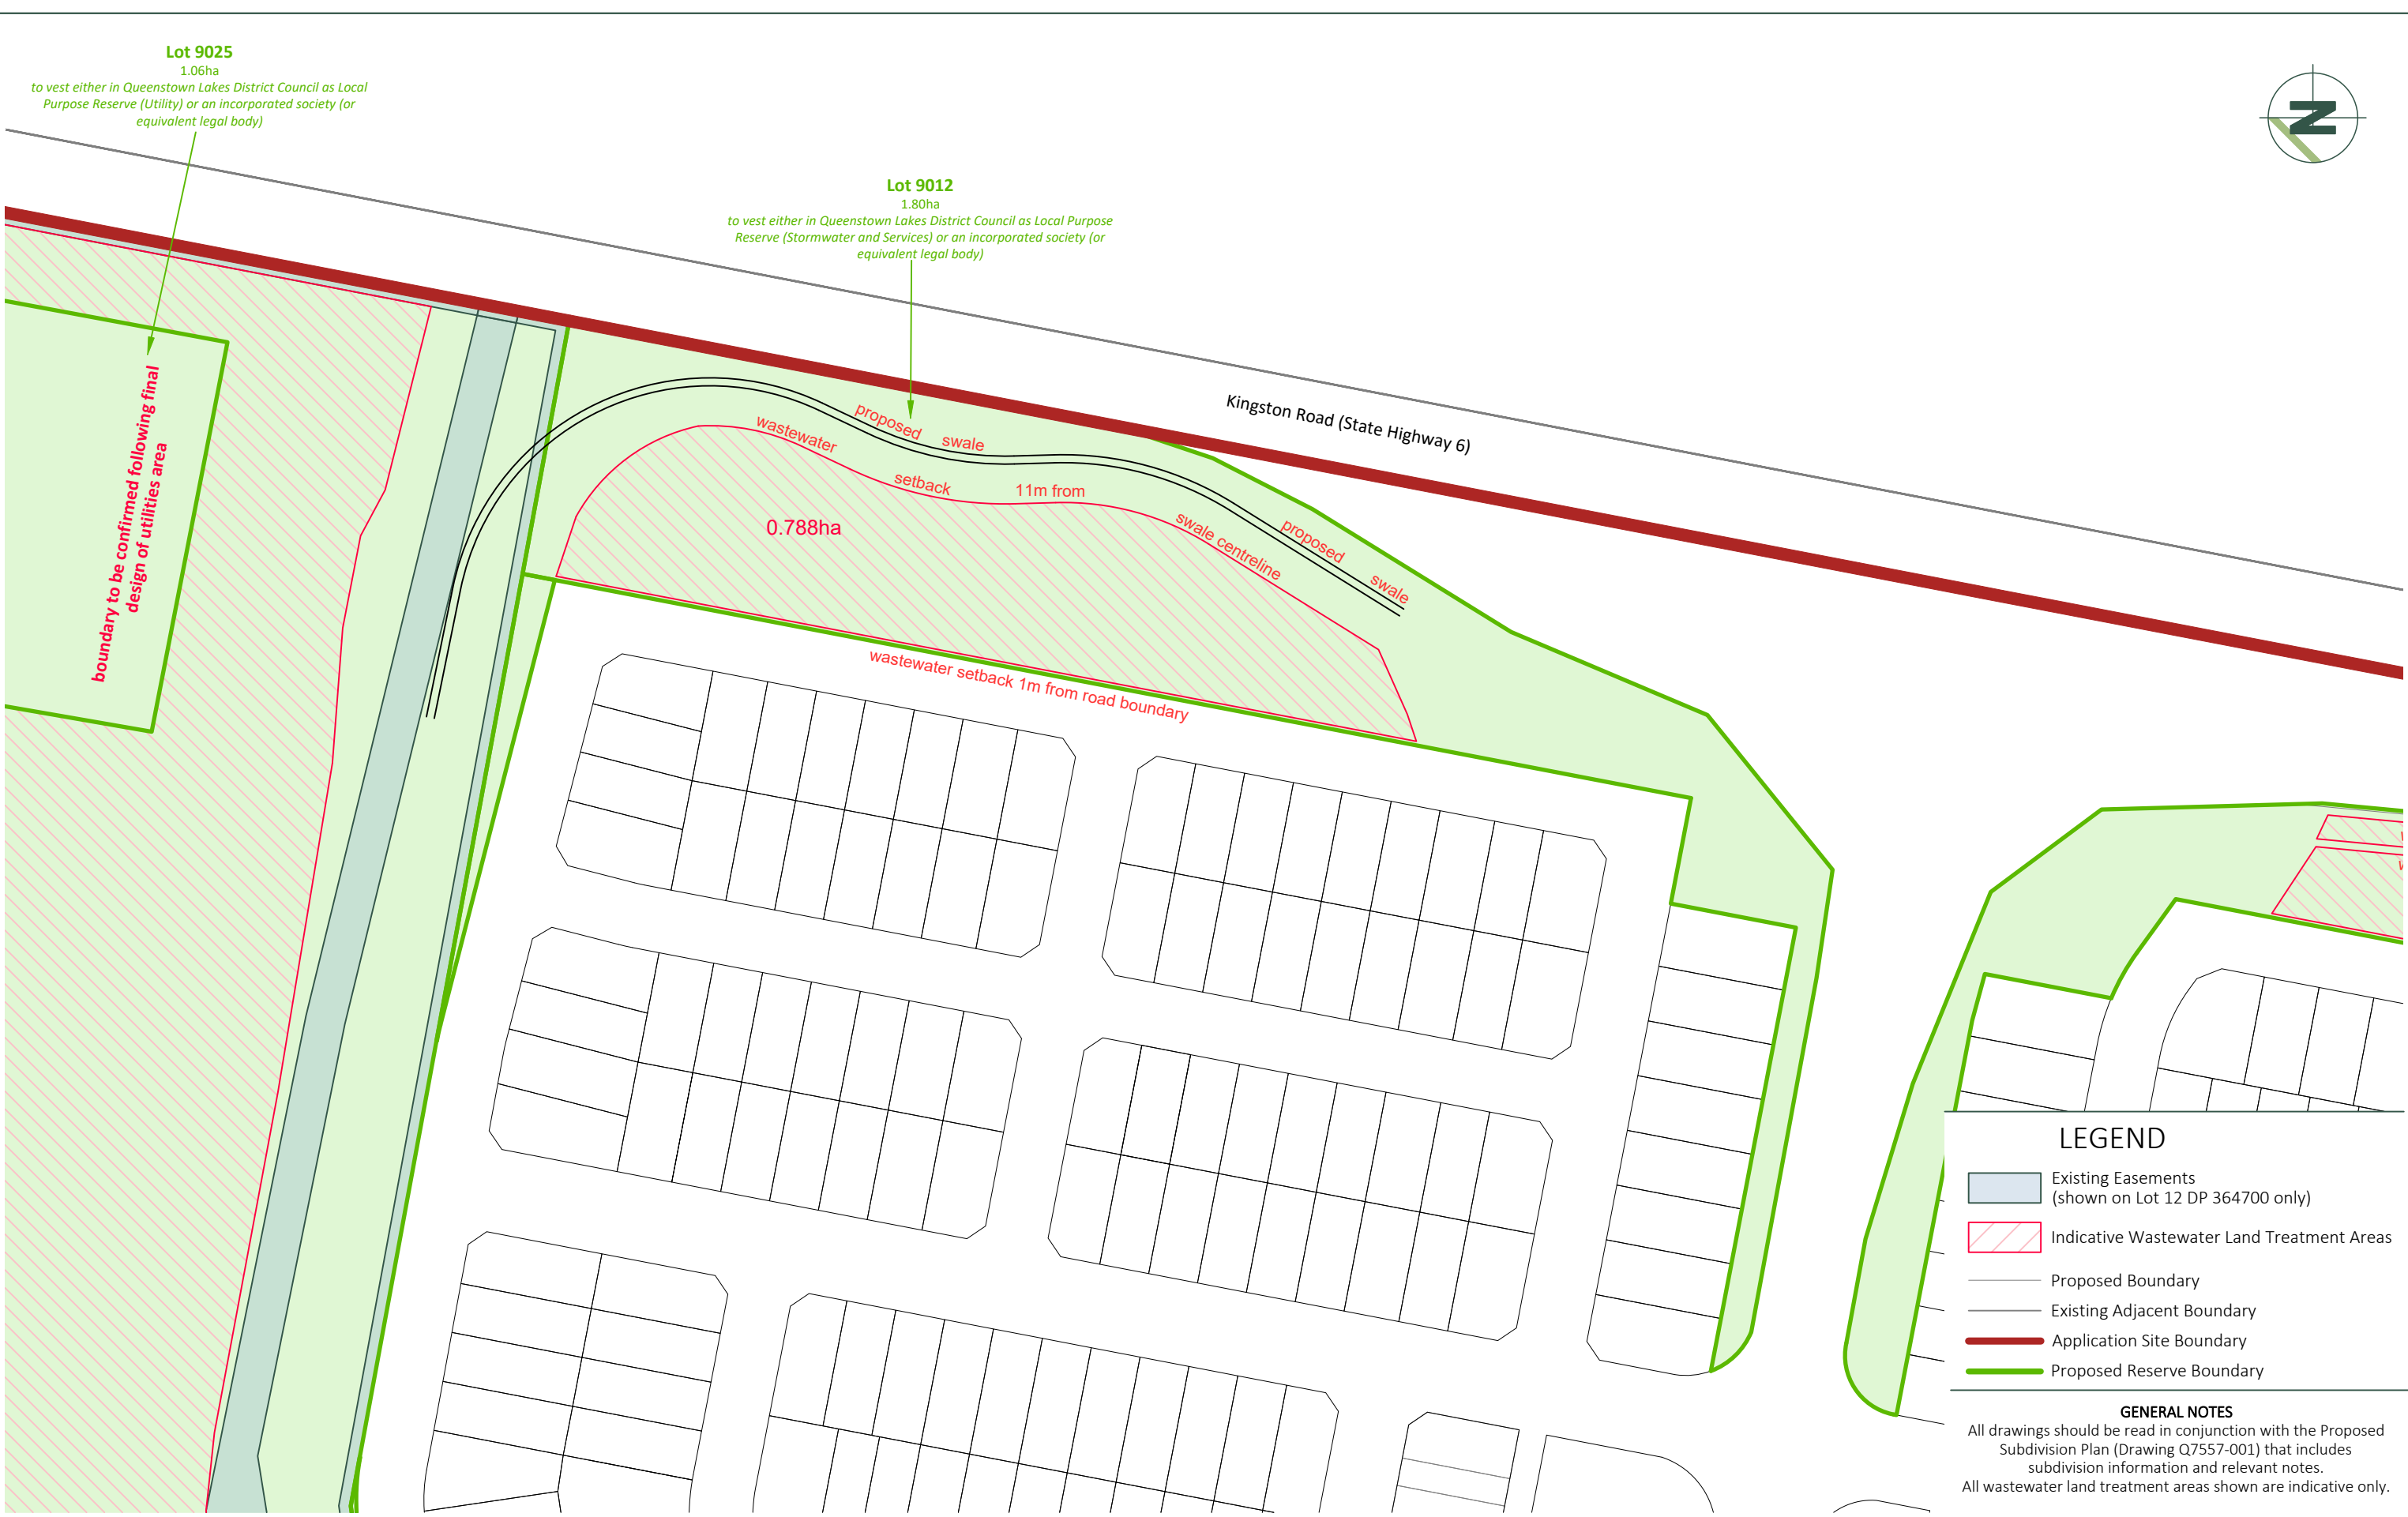 Lot 9025
1.06ha
to vest either in Queenstown Lakes District Council as Local
Purpose Reserve (Utility) or an incorporated society (or
equivalent legal body)
Lot 9012
1.80ha
to vest either in Queenstown Lakes District Council as Local Purpose
Reserve (Stormwater and Services) or an incorporated society (or
equivalent legal body)
N
Kingston Road (State Highway 6)
boundary to be confirmed following final
design of utilities area
proposed swale
wastewater setback 11m from swale centreline
proposed swale
0.788ha
wastewater setback 1m from road boundary
LEGEND
Existing Easements
(shown on Lot 12 DP 364700 only)
Indicative Wastewater Land Treatment Areas
Proposed Boundary
Existing Adjacent Boundary
Application Site Boundary
Proposed Reserve Boundary
GENERAL NOTES
All drawings should be read in conjunction with the Proposed
Subdivision Plan (Drawing Q7557-001) that includes
subdivision information and relevant notes.
All wastewater land treatment areas shown are indicative only.